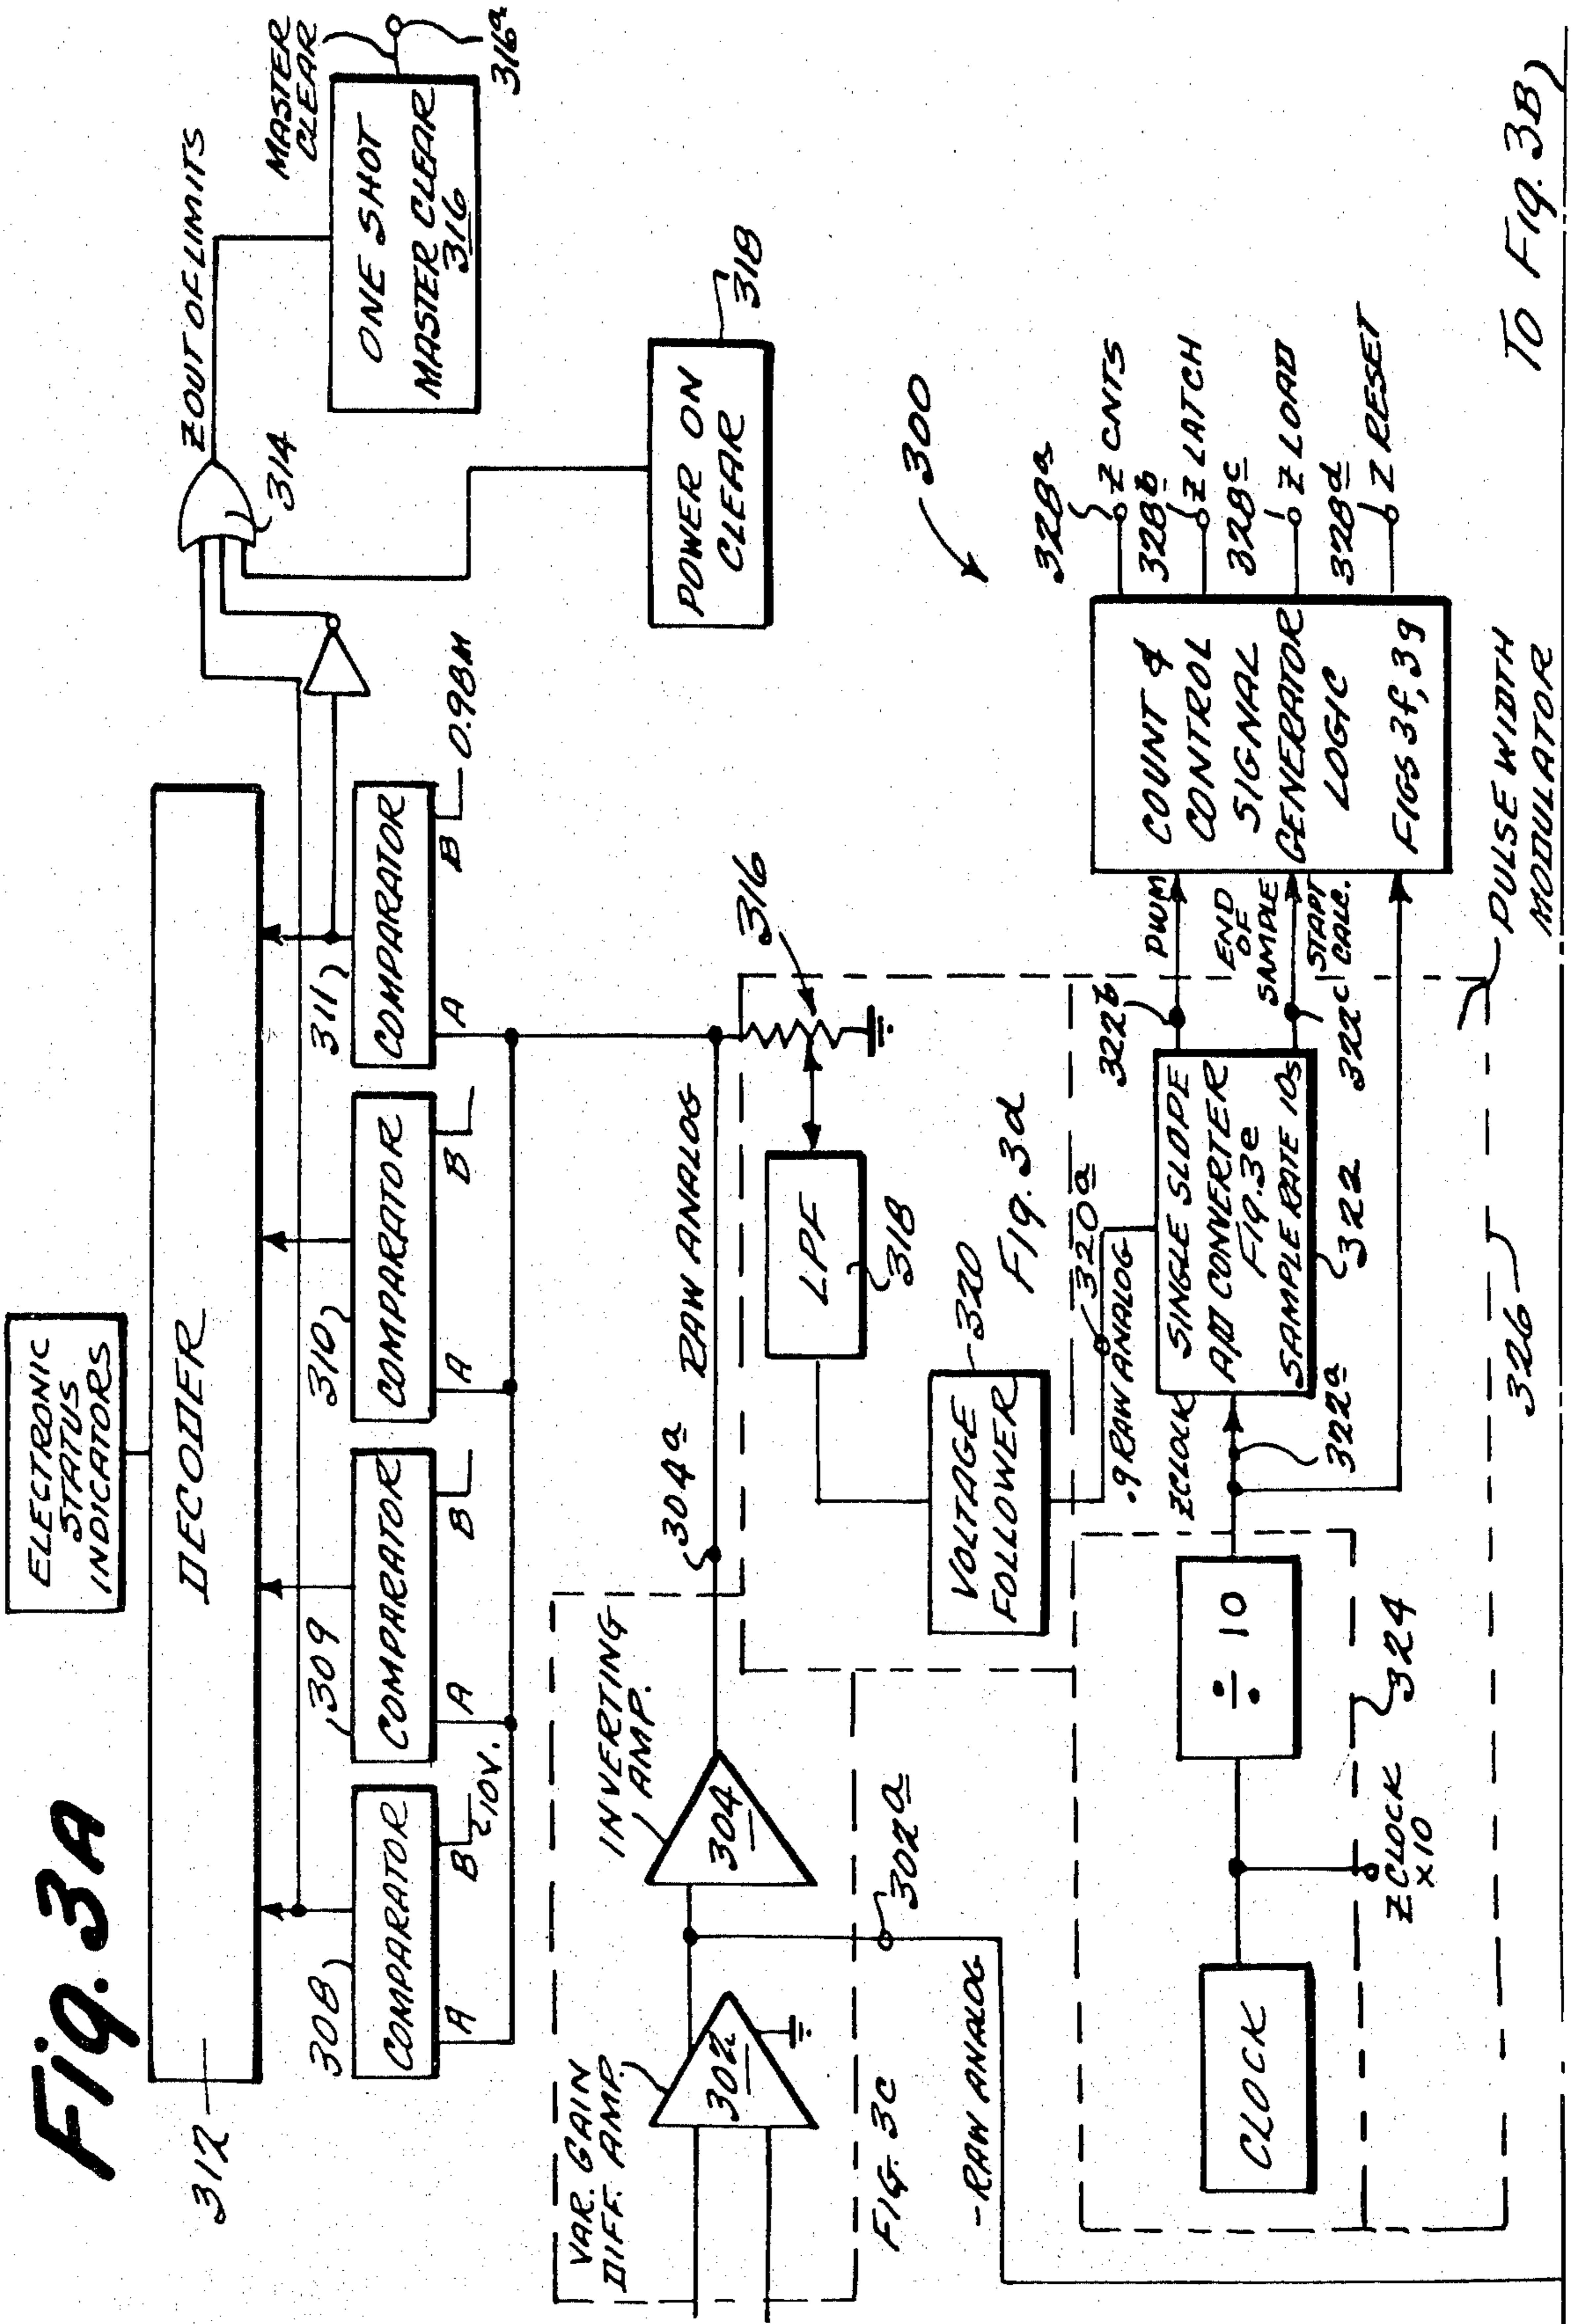 Fig. 3A
ELECTRONIC
STATUS
INDICATORS
DECODER
312
308
COMPARATOR
A
B
10V.
309
COMPARATOR
A
B
310
COMPARATOR
A
B
311
COMPARATOR
A
B
0.98M
314
Z OUT OF LIMITS
ONE SHOT
MASTER CLEAR
316
MASTER
CLEAR
316a
POWER ON
CLEAR
318
VAR. GAIN
DIFF. AMP.
302
INVERTING
AMP.
304
304a
RAW ANALOG
FIG. 3C
302a
-RAW ANALOG
316
LPF
318
VOLTAGE
FOLLOWER
320
Fig. 3d
320a
.9 RAW ANALOG
300
CLOCK
÷ 10
Z CLOCK
x10
324
ZCLOCK
322a
SINGLE SLOPE
A/D CONVERTER
FIG. 3e
SAMPLE RATE 10s
322
322b
PWM
END
OF
SAMPLE
START
CALC.
322c
COUNT &
CONTROL
SIGNAL
GENERATOR
LOGIC
FIGS 3f, 3g
328a
Z CNTS
328b
Z LATCH
328c
Z LOAD
328d
Z RESET
326
PULSE WIDTH
MODULATOR
TO FIG. 3B)